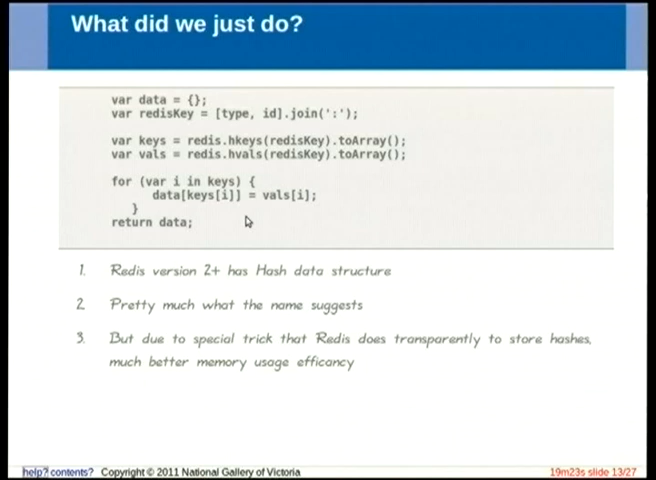 What did we just do?
var data = {};
var redisKey = [type, id].join(':');
var keys = redis.hkeys(redisKey).toArray();
var vals = redis.hvals(redisKey).toArray();
for (var i in keys) {
data[keys[i]] = vals[i];
}
return data;
1. Redis version 2+ has Hash data structure
2. Pretty much what the name suggests
3. But due to special trick that Redis does transparently to store hashes,
much better memory usage efficancy
help? contents? Copyright © 2011 National Gallery of Victoria 19m23s slide 13/27